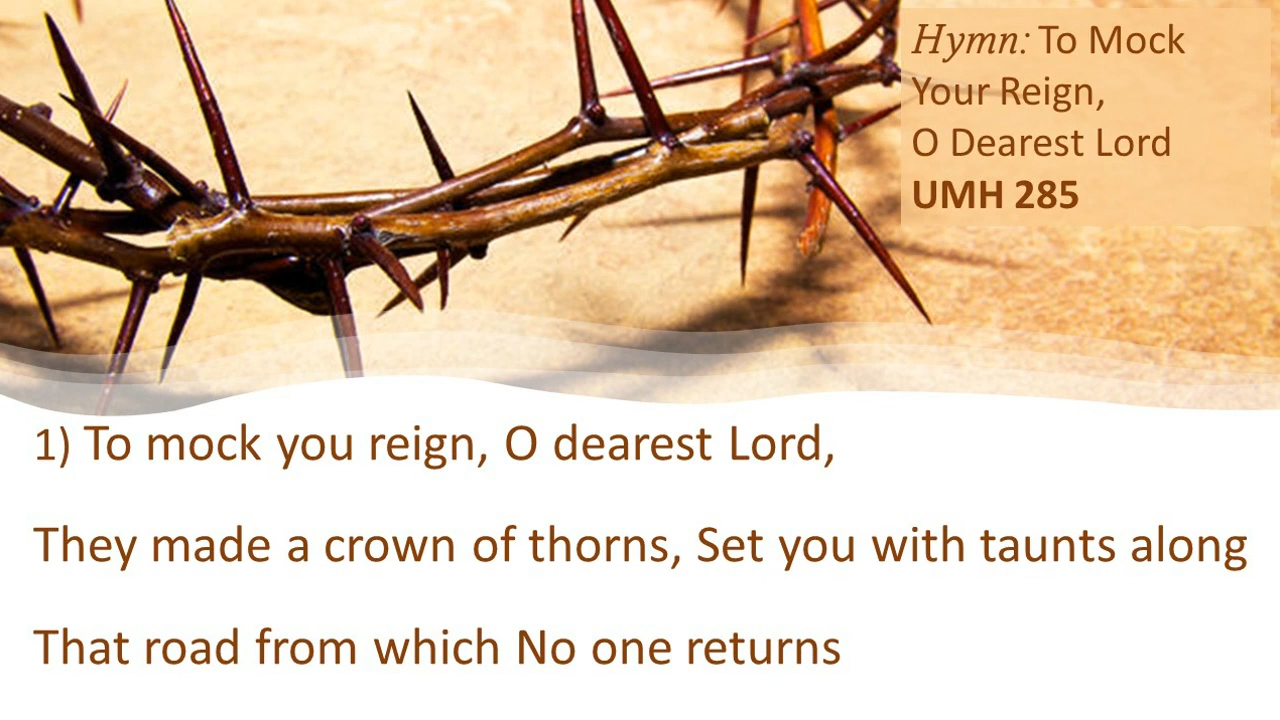 Hymn: To Mock
Your Reign,
O Dearest Lord
UMH 285
1) To mock you reign, O dearest Lord,
They made a crown of thorns, Set you with taunts along
That road from which No one returns